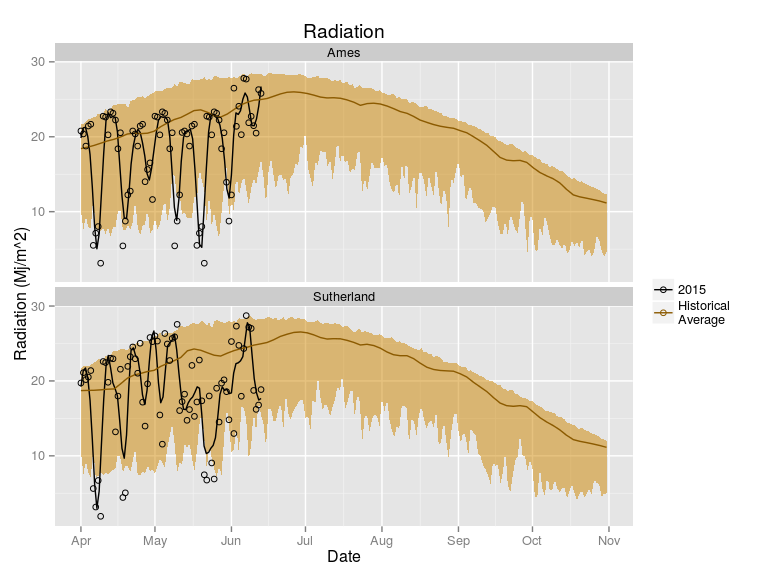 Radiation
Ames
30
20
10
Sutherland
30
20
10
Radiation (Mj/m^2)
Apr May Jun Jul Aug Sep Oct Nov
Date
2015
Historical
Average